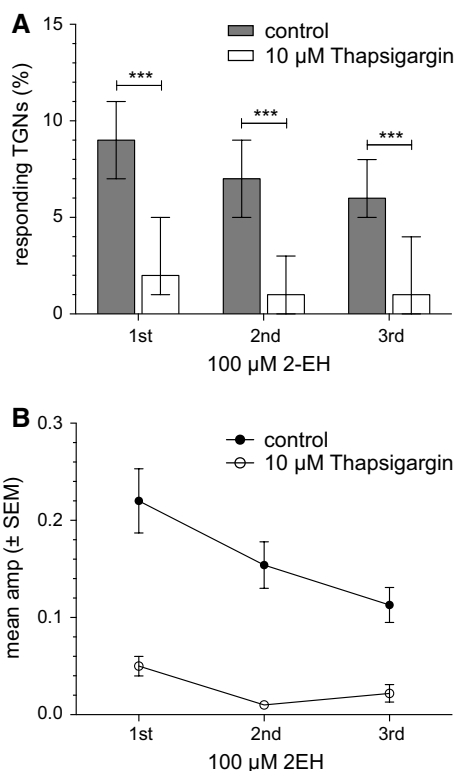 A
responding TGNs (%)
15
10
5
0
control
10 µM Thapsigargin
***
***
***
1st 2nd 3rd
100 µM 2-EH
B
mean amp (± SEM)
0.3
0.2
0.1
0.0
control
10 µM Thapsigargin
1st 2nd 3rd
100 µM 2EH